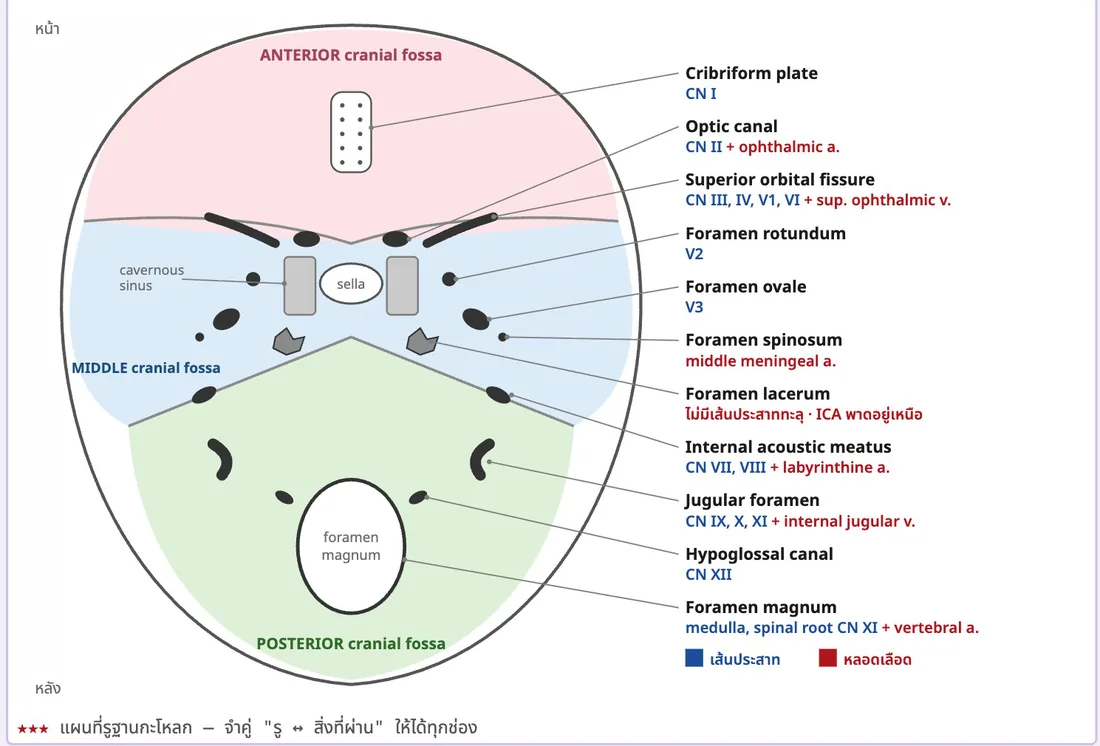 หน้า
ANTERIOR cranial fossa
Cribriform plate
CN I
Optic canal
CN II + ophthalmic a.
Superior orbital fissure
CN III, IV, V1, VI + sup. ophthalmic v.
Foramen rotundum
V2
cavernous
sinus
sella
Foramen ovale
V3
Foramen spinosum
middle meningeal a.
MIDDLE cranial fossa
Foramen lacerum
ไม่มีเส้นประสาททะลุ · ICA พาดอยู่เหนือ
Internal acoustic meatus
CN VII, VIII + labyrinthine a.
Jugular foramen
CN IX, X, XI + internal jugular v.
foramen
magnum
Hypoglossal canal
CN XII
Foramen magnum
medulla, spinal root CN XI + vertebral a.
POSTERIOR cranial fossa
เส้นประสาท หลอดเลือด
หลัง
★★★ แผนที่รูฐานกะโหลก — จำคู่ "รู ↔ สิ่งที่ผ่าน" ให้ได้ทุกช่อง